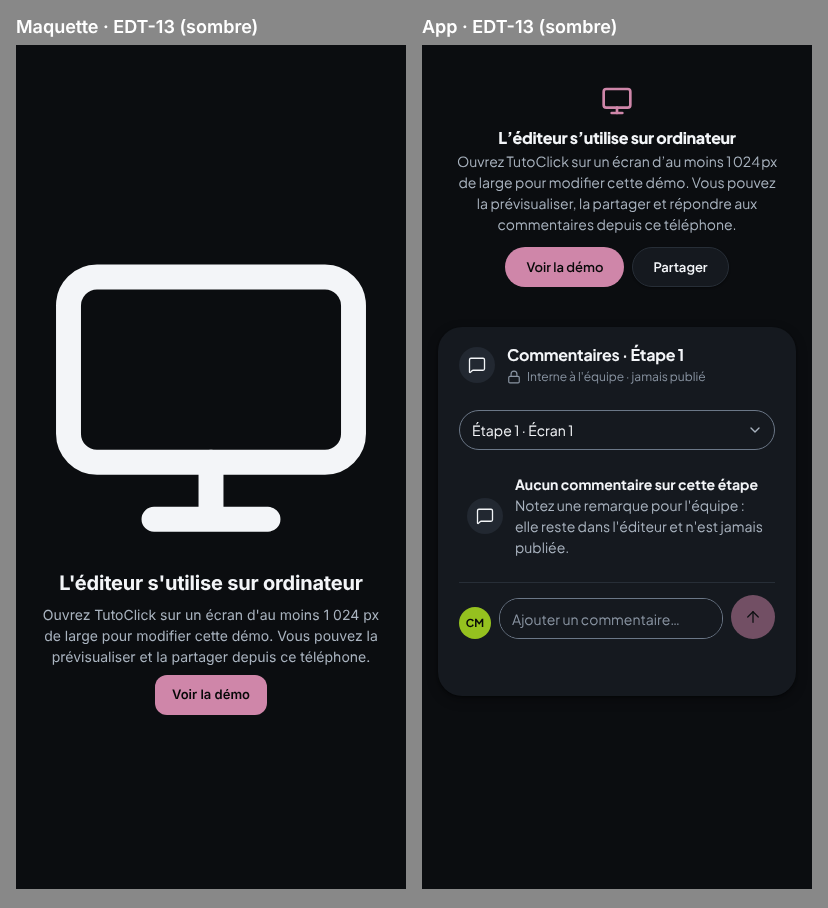 Maquette · EDT-13 (sombre)
L'éditeur s'utilise sur ordinateur
Ouvrez TutoClick sur un écran d'au moins 1 024 px
de large pour modifier cette démo. Vous pouvez la
prévisualiser et la partager depuis ce téléphone.
Voir la démo
App · EDT-13 (sombre)
L’éditeur s’utilise sur ordinateur
Ouvrez TutoClick sur un écran d’au moins 1 024 px
de large pour modifier cette démo. Vous pouvez
la prévisualiser, la partager et répondre aux
commentaires depuis ce téléphone.
Voir la démo
Partager
Commentaires · Étape 1
Interne à l'équipe · jamais publié
Étape 1 · Écran 1
Aucun commentaire sur cette étape
Notez une remarque pour l'équipe :
elle reste dans l'éditeur et n'est jamais
publiée.
CM
Ajouter un commentaire…